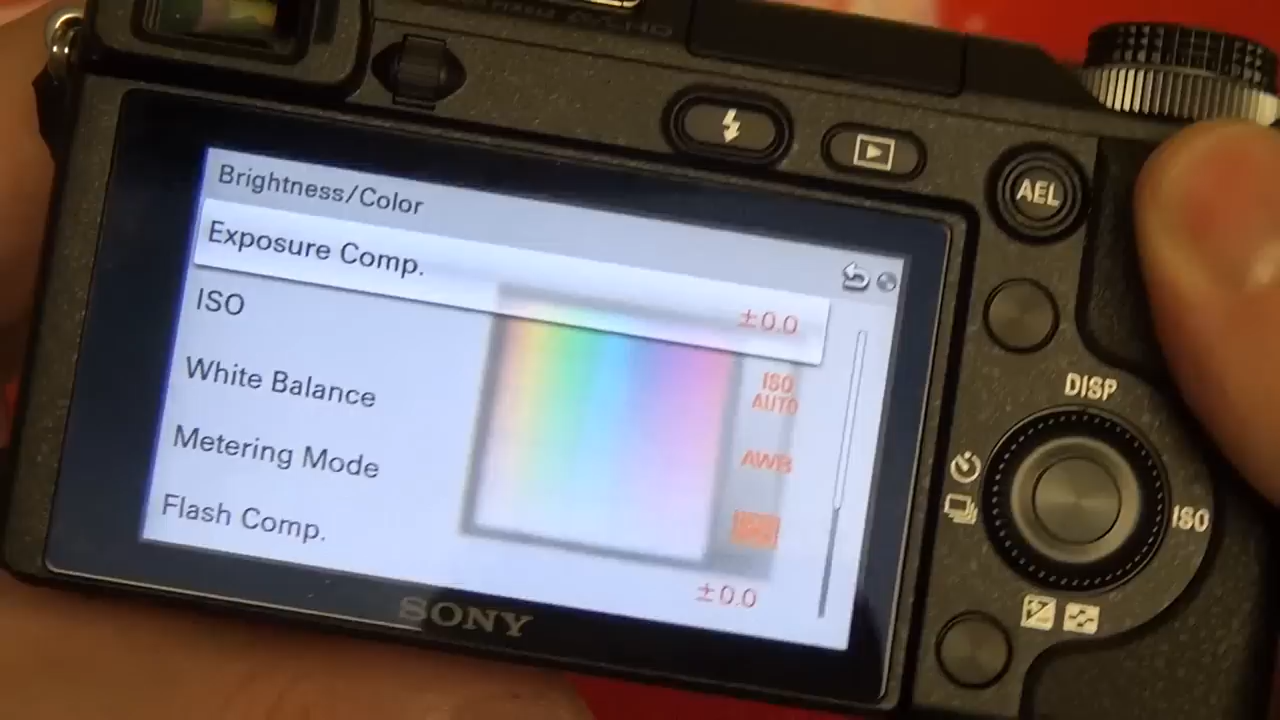 AEL
Brightness/Color
Exposure Comp.
±0.0
ISO
ISO
AUTO
White Balance
AWB
Metering Mode
Flash Comp.
±0.0
DISP
ISO
SONY